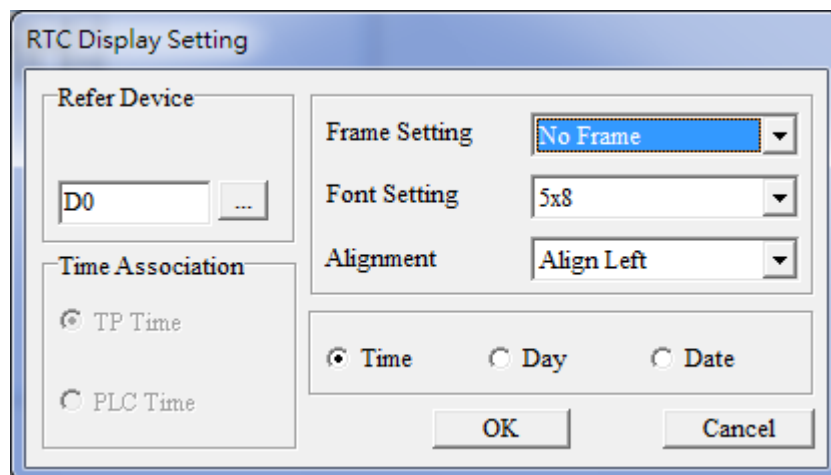 RTC Display Setting
Refer Device
D0
...
Time Association
TP Time
PLC Time
Frame Setting
No Frame
Font Setting
5x8
Alignment
Align Left
Time
Day
Date
OK
Cancel